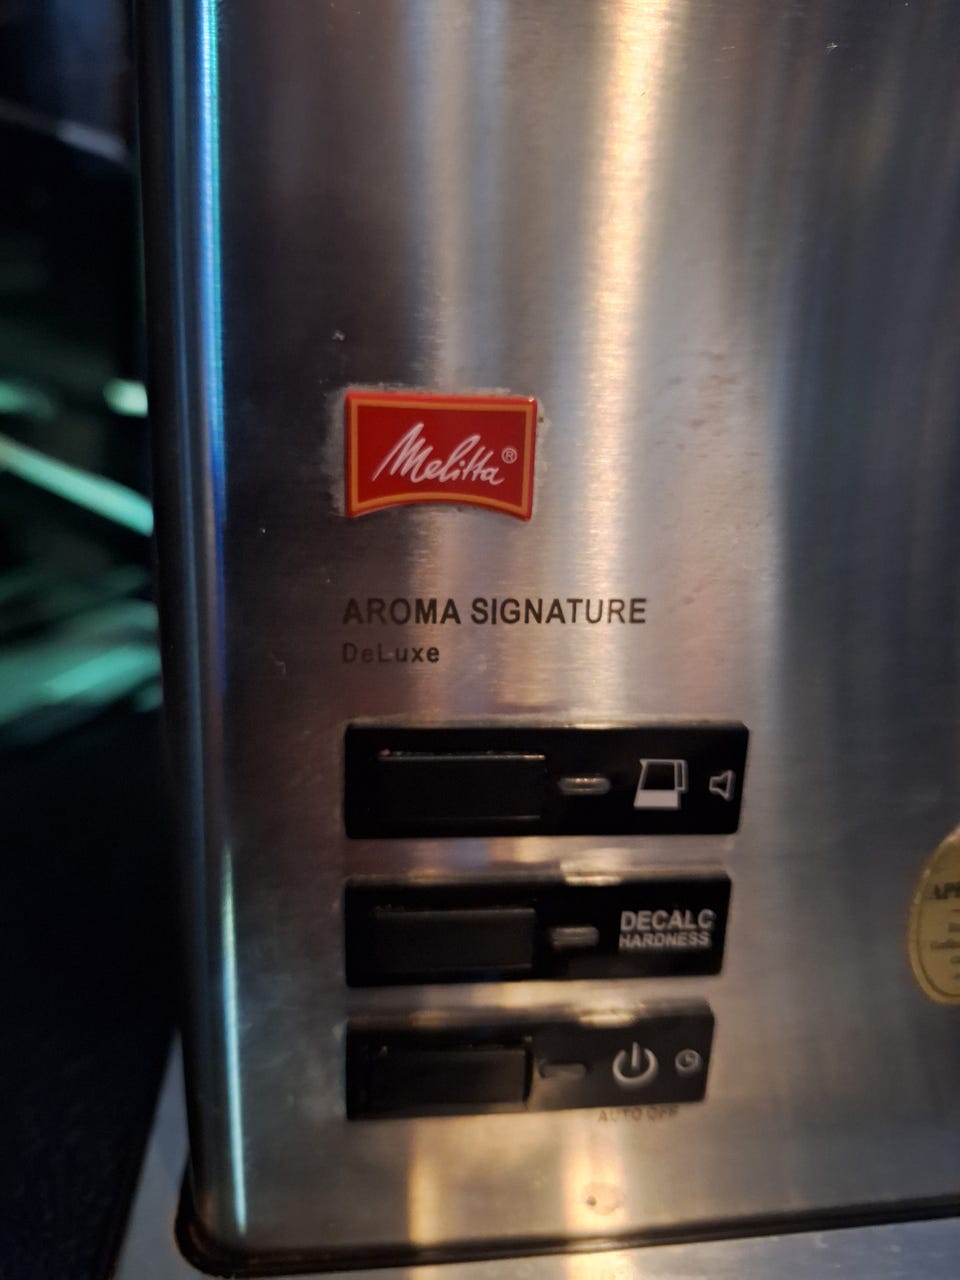 Melitta®
AROMA SIGNATURE
DeLuxe
DECALC
HARDNESS
AUTO OFF